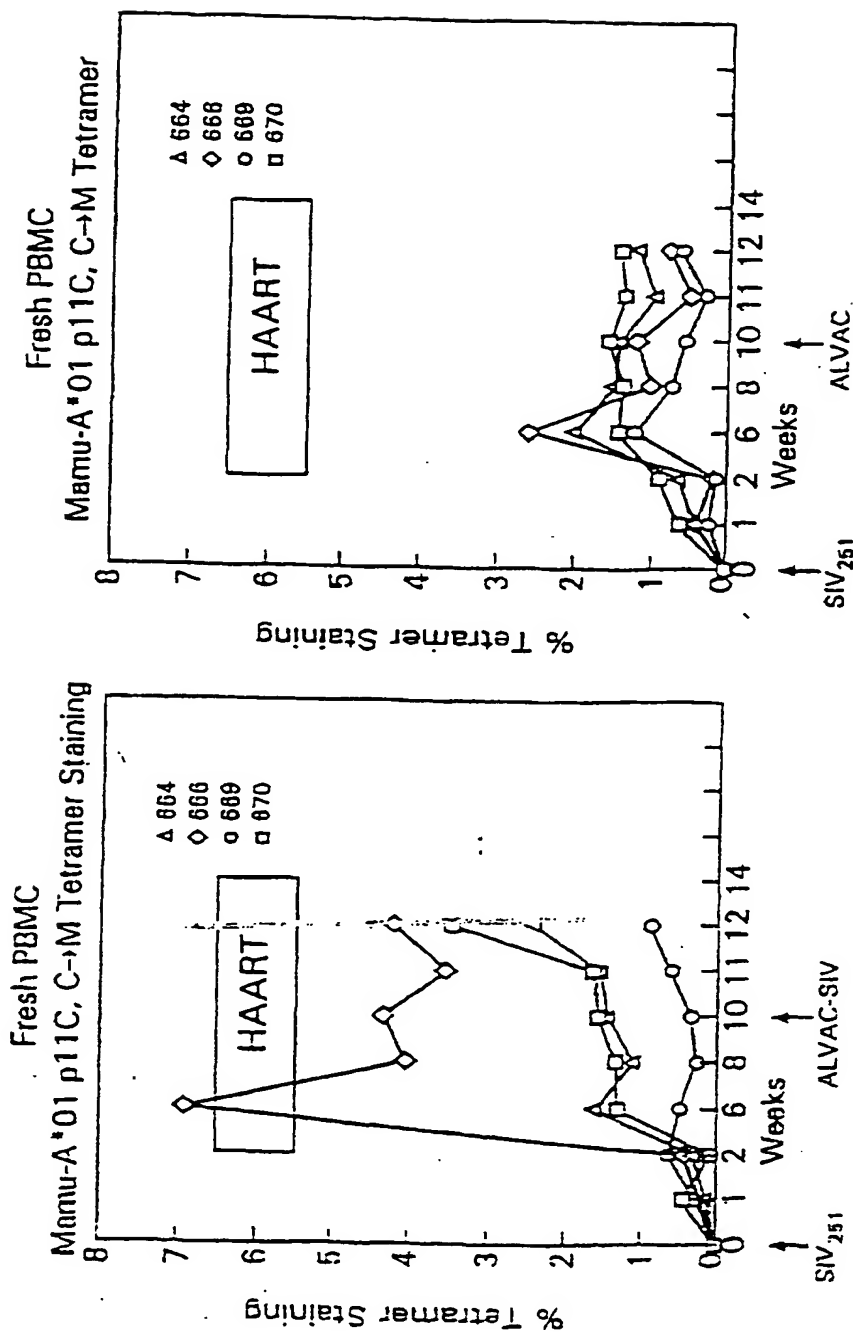 Fresh PBMC
Mamu-A*01 p11C, C→M Tetramer Staining
% Tetramer Staining
8
7
6
5
4
3
2
1
0
HAART
△ 664
◇ 666
○ 669
□ 670
0 1 2 6 8 10 11 12 14
Weeks
SIV251
ALVAC-SIV
Fresh PBMC
Mamu-A*01 p11C, C→M Tetramer
% Tetramer Staining
8
7
6
5
4
3
2
1
0
HAART
△ 664
◇ 668
○ 669
□ 670
0 1 2 6 8 10 11 12 14
Weeks
SIV251
ALVAC